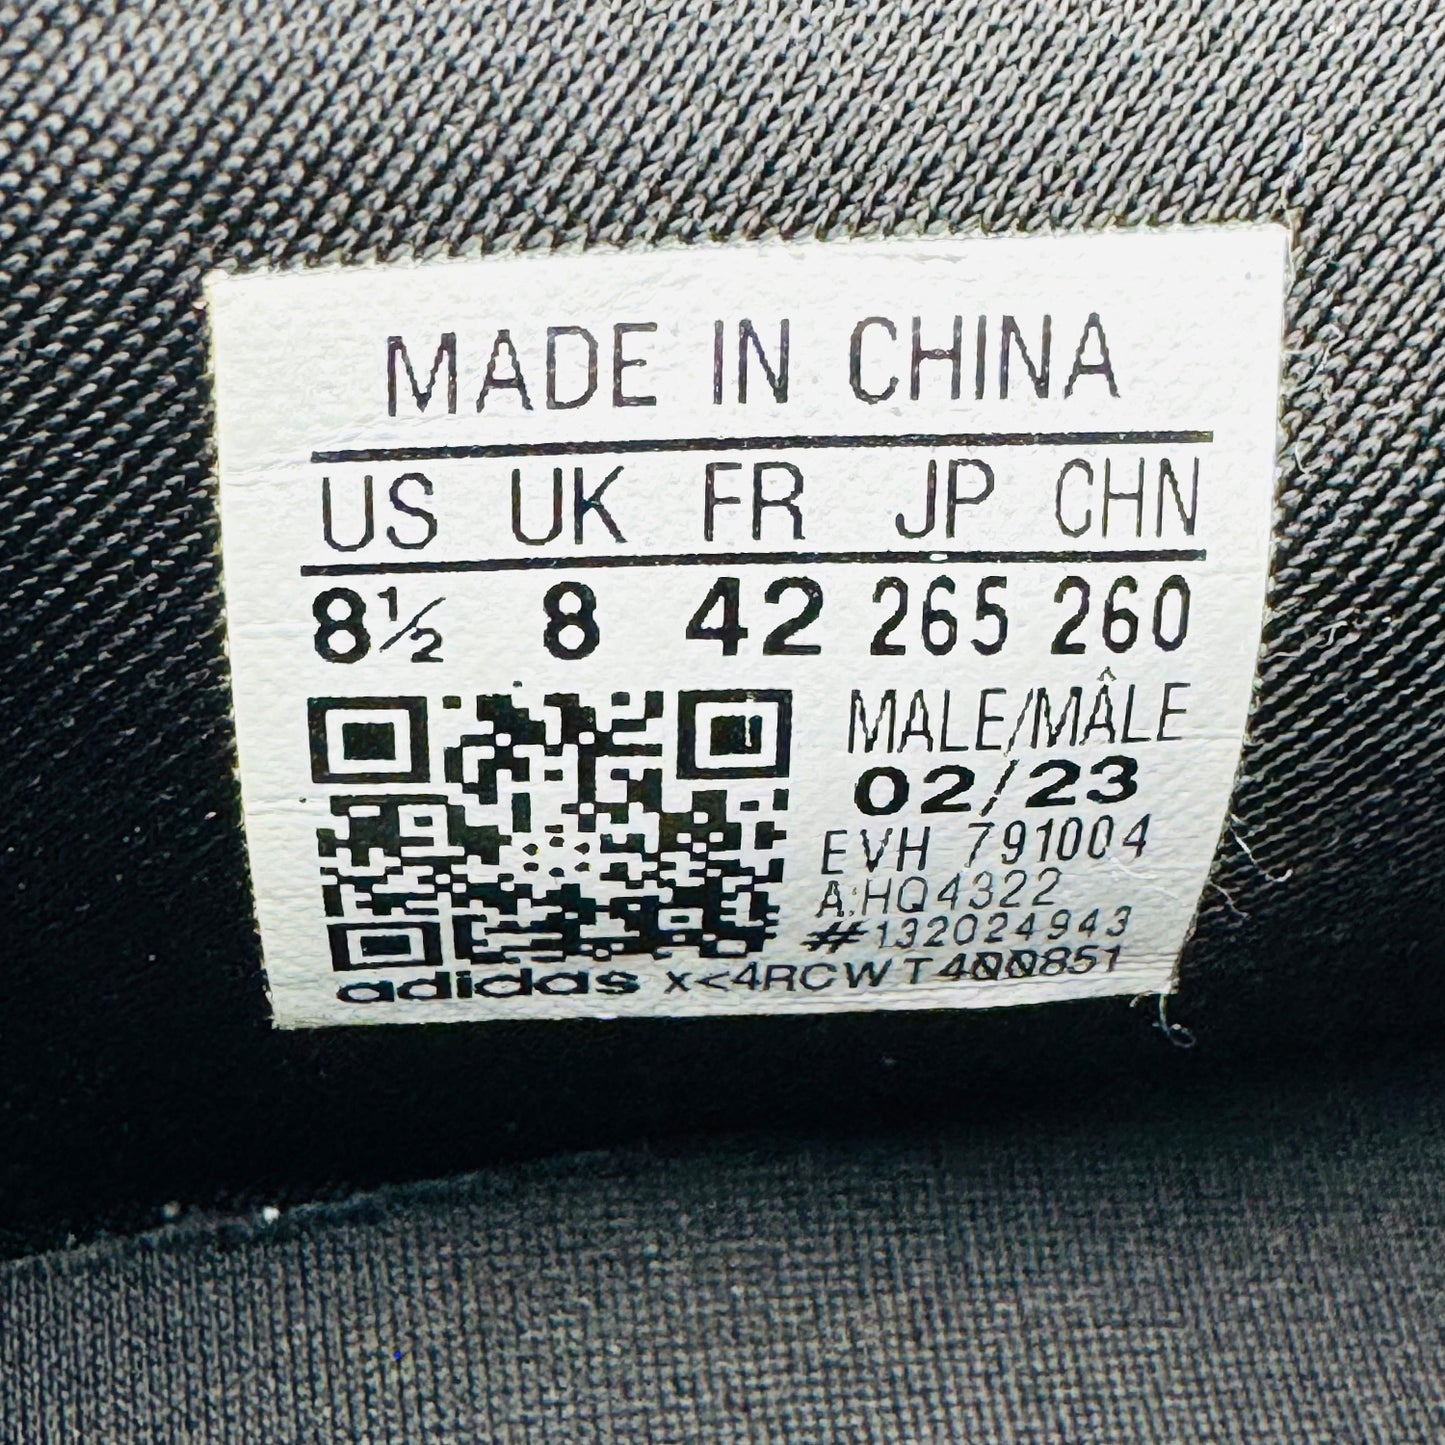 MADE IN CHINA
US UK FR JP CHN
8½ 8 42 265 260
MALE/MÂLE
02/23
EVH 791004
A:HQ4322
#132024943
adidas x<4RCWT400851